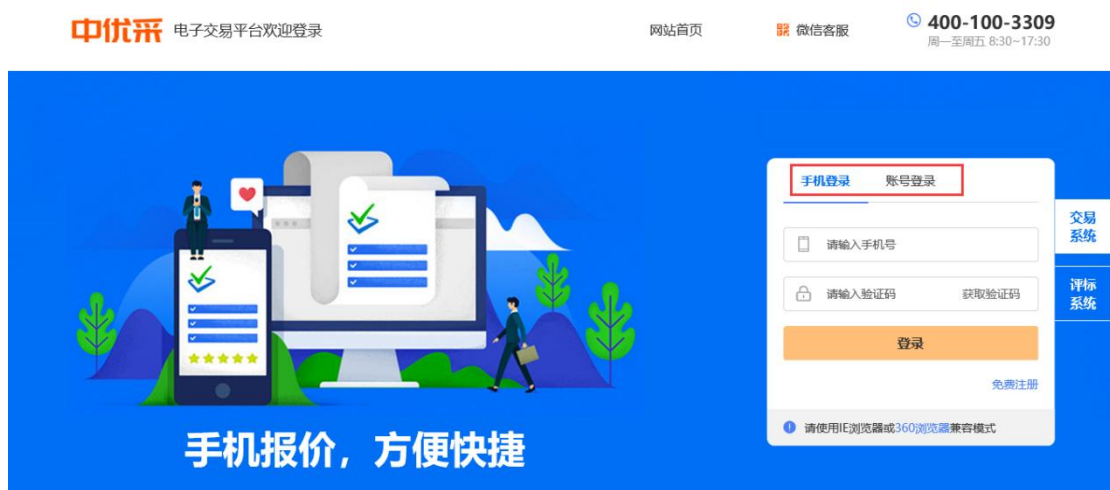 中优采 电子交易平台欢迎登录
网站首页
微信客服
400-100-3309
周一至周五 8:30~17:30
手机登录 账号登录
请输入手机号
请输入验证码 获取验证码
登录
免费注册
请使用IE浏览器或360浏览器兼容模式
交易
系统
评标
系统
手机报价，方便快捷